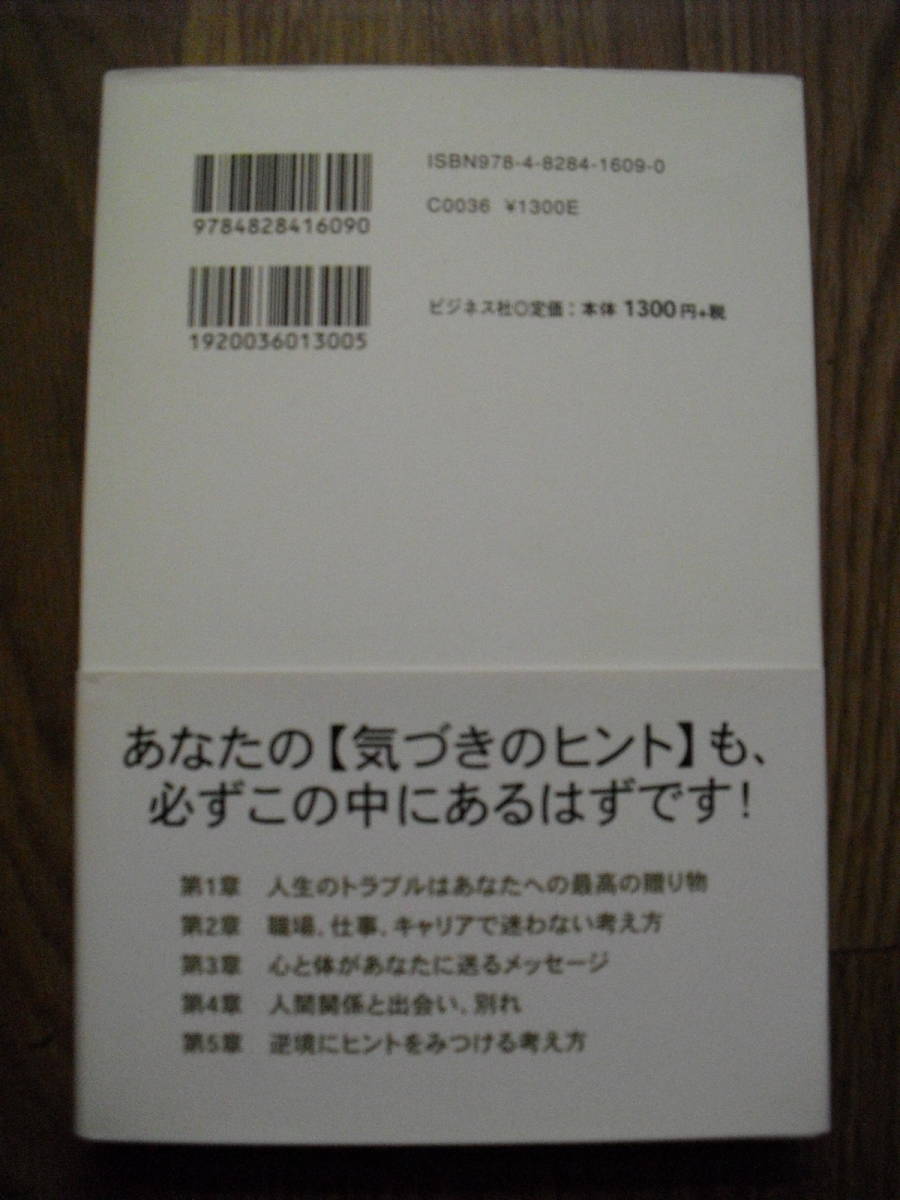 ISBN978-4-8284-1609-0
C0036 ¥1300E
9784828416090
ビジネス社○定価：本体1300円+税
1920036013005
あなたの【気づきのヒント】も、
必ずこの中にあるはずです！
第1章 人生のトラブルはあなたへの最高の贈り物
第2章 職場、仕事、キャリアで迷わない考え方
第3章 心と体があなたに送るメッセージ
第4章 人間関係と出会い、別れ
第5章 逆境にヒントをみつける考え方